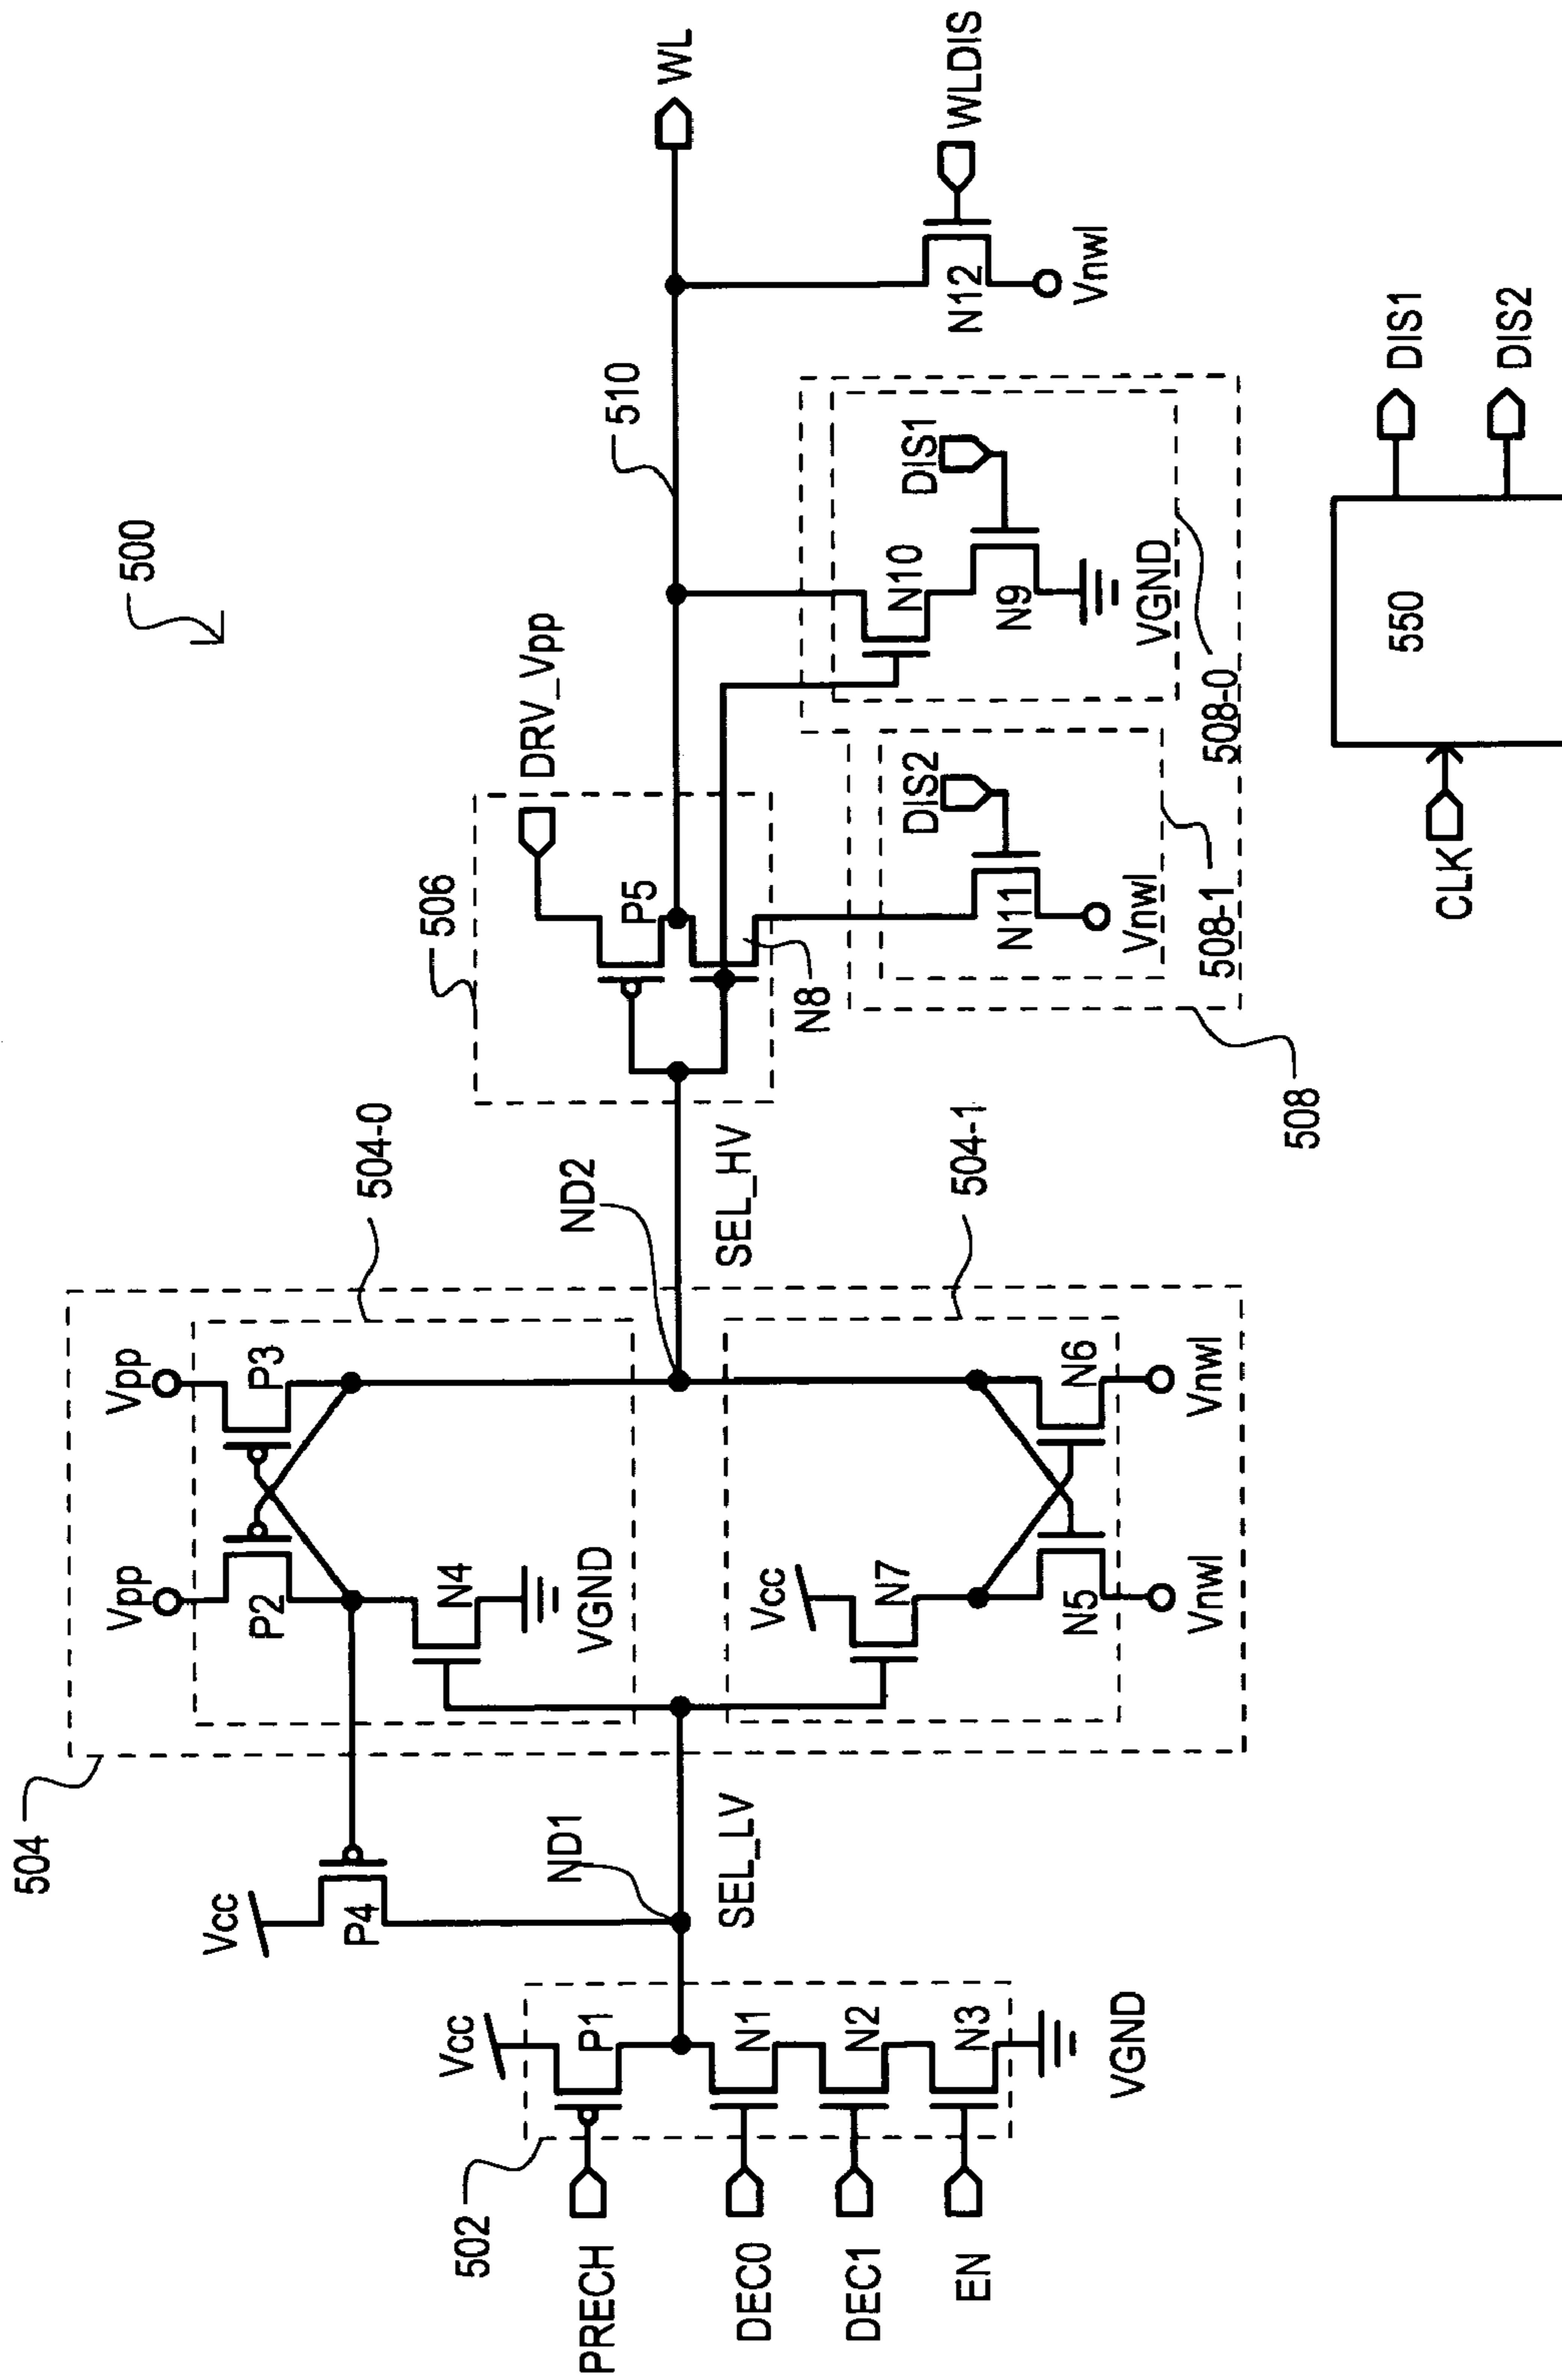 500
504
Vpp
Vpp
504-0
Vcc
P2
P3
506
DRV_Vpp
P4
N4
VGND
P5
510
WL
502
Vcc
PRECH
P1
ND1
SEL_LV
ND2
SEL_HV
N8
DEC0
N1
DEC1
N2
EN
N3
VGND
Vcc
N7
504-1
N5
N6
Vnwl
Vnwl
508
DIS2
N11
Vnwl
508-1
N10
DIS1
N9
VGND
508-0
N12
WLDIS
Vnwl
CLK
550
DIS1
DIS2